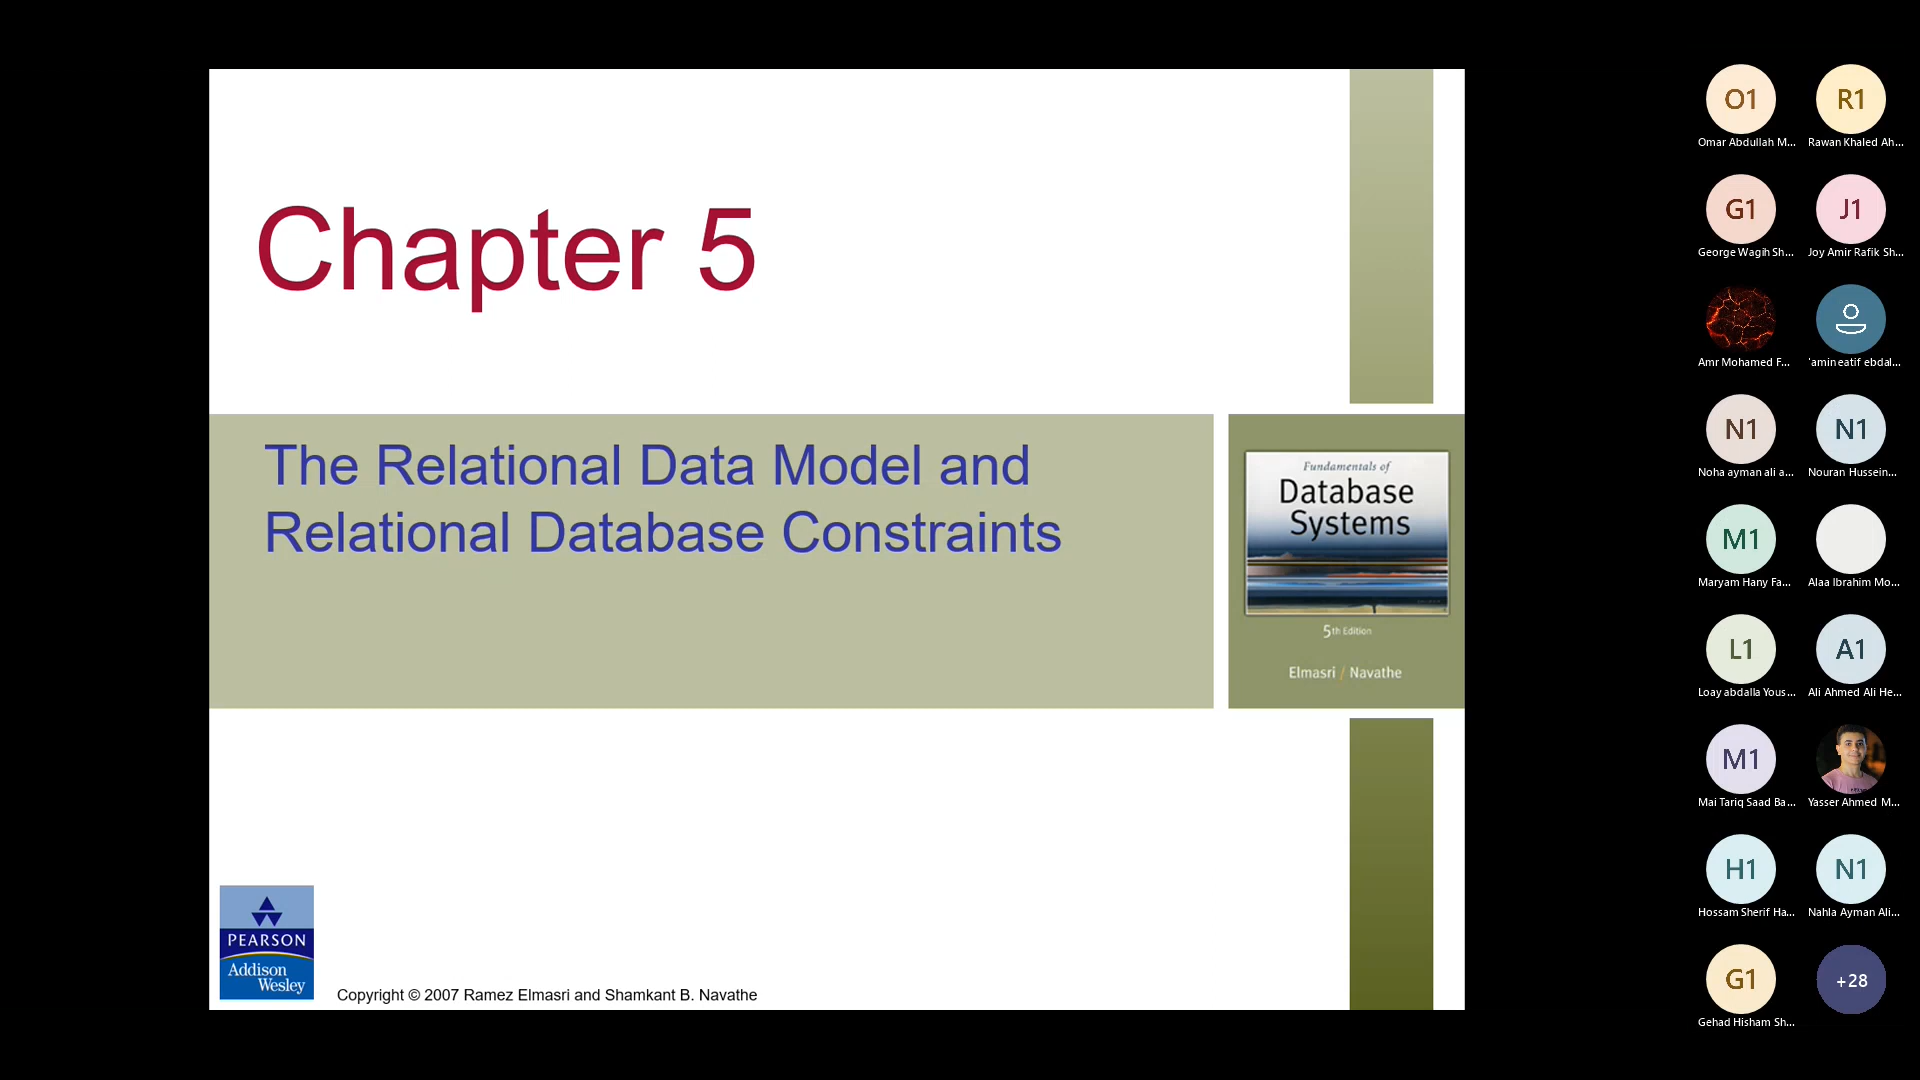 Chapter 5
The Relational Data Model and
Relational Database Constraints
Fundamentals of
Database
Systems
5th Edition
Elmasri / Navathe
PEARSON
Addison
Wesley
Copyright © 2007 Ramez Elmasri and Shamkant B. Navathe
O1
R1
Omar Abdullah M...
Rawan Khaled Ah...
G1
J1
George Wagih Sh...
Joy Amir Rafik Sh...
Amr Mohamed F...
'amin eatif ebdal...
N1
N1
Noha ayman ali a...
Nouran Hussein...
M1
Maryam Hany Fa...
Alaa Ibrahim Mo...
L1
A1
Loay abdalla Yous...
Ali Ahmed Ali He...
M1
Mai Tariq Saad Ba...
Yasser Ahmed M...
H1
N1
Hossam Sherif Ha...
Nahla Ayman Ali...
G1
+28
Gehad Hisham Sh...